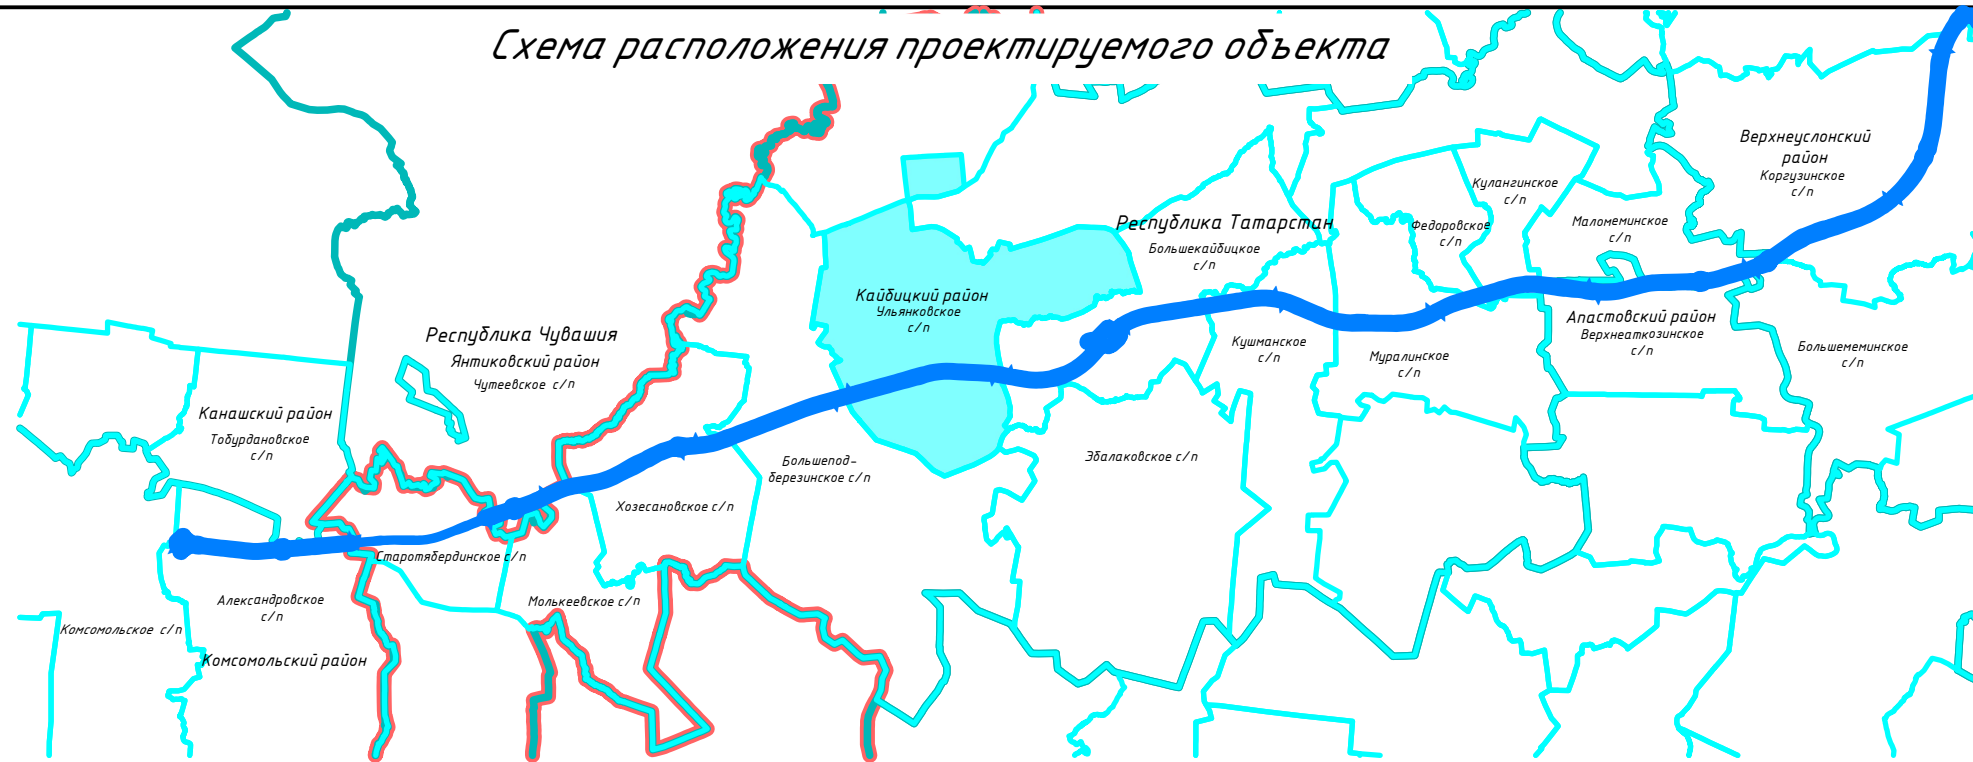 Схема расположения проектируемого объекта
Верхнеуслонский
район
Коргузинское
с/п
Кулангинское
с/п
Федоровское
с/п
Маломеминское
с/п
Республика Татарстан
Большекайбицкое
с/п
Кайбицкий район
Ульянковское
с/п
Апастовский район
Верхнеаткозинское
с/п
Кушманское
с/п
Муралинское
с/п
Большемеминское
с/п
Республика Чувашия
Янтиковский район
Чутеевское с/п
Канашский район
Тобурдановское
с/п
Большепод-
березинское с/п
Эбалаковское с/п
Хозесановское с/п
Старотябердинское с/п
Молькеевское с/п
Александровское
с/п
Комсомольское с/п
Комсомольский район